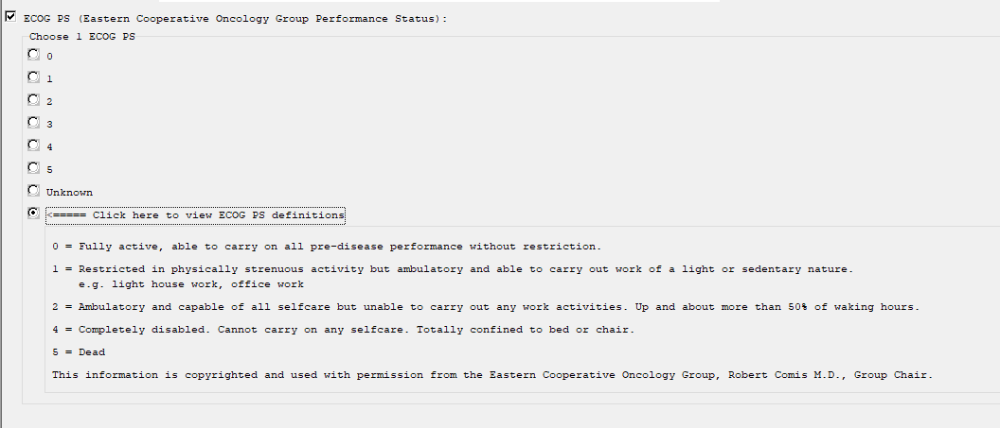 ECOG PS (Eastern Cooperative Oncology Group Performance Status):
Choose 1 ECOG PS
0
1
2
3
4
5
Unknown
<===== Click here to view ECOG PS definitions
0 = Fully active, able to carry on all pre-disease performance without restriction.
1 = Restricted in physically strenuous activity but ambulatory and able to carry out work of a light or sedentary nature.
e.g. light house work, office work
2 = Ambulatory and capable of all selfcare but unable to carry out any work activities. Up and about more than 50% of waking hours.
4 = Completely disabled. Cannot carry on any selfcare. Totally confined to bed or chair.
5 = Dead
This information is copyrighted and used with permission from the Eastern Cooperative Oncology Group, Robert Comis M.D., Group Chair.